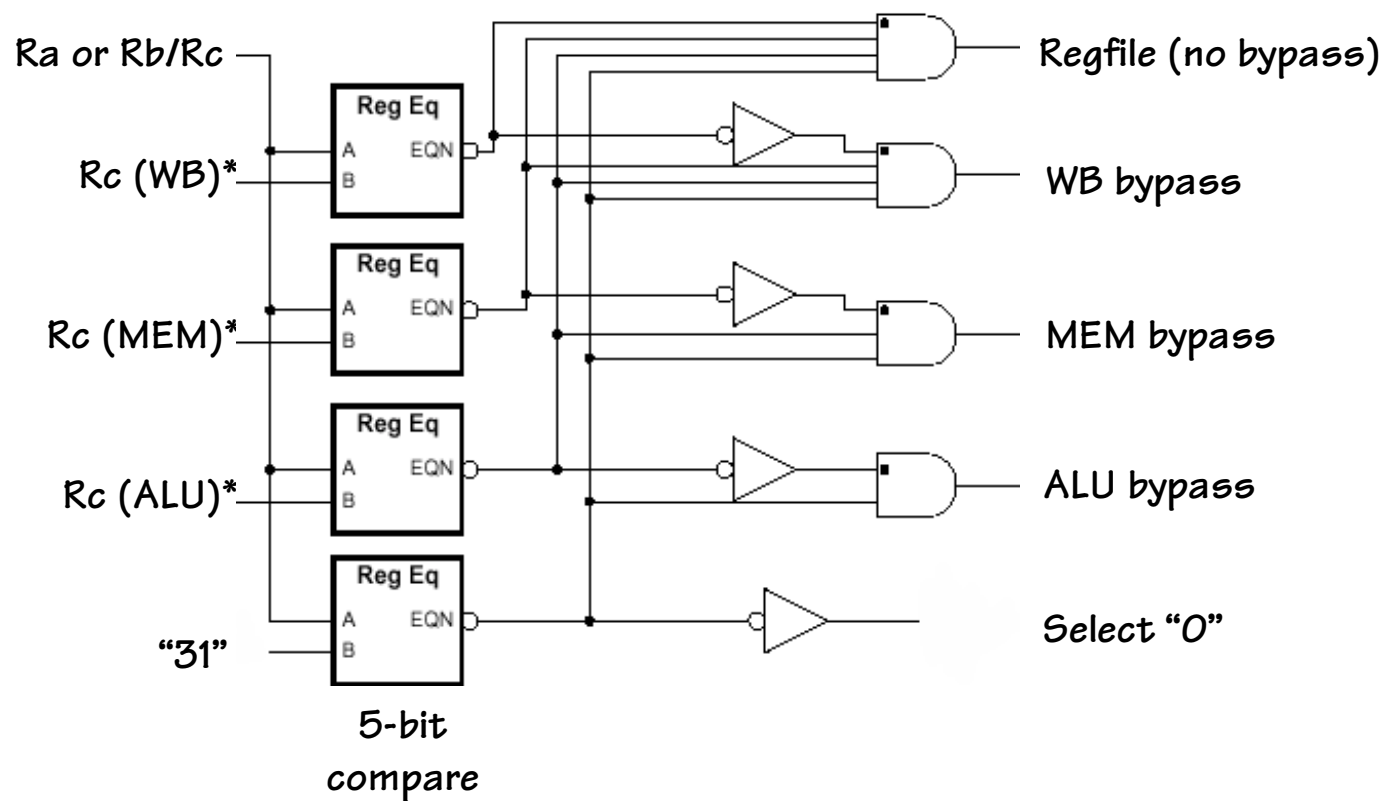 Ra or Rb/Rc
Regfile (no bypass)
Reg Eq
A
EQN
B
Rc (WB)*
WB bypass
Reg Eq
A
EQN
B
Rc (MEM)*
MEM bypass
Reg Eq
A
EQN
B
Rc (ALU)*
ALU bypass
Reg Eq
A
EQN
B
“31”
Select “0”
5-bit
compare